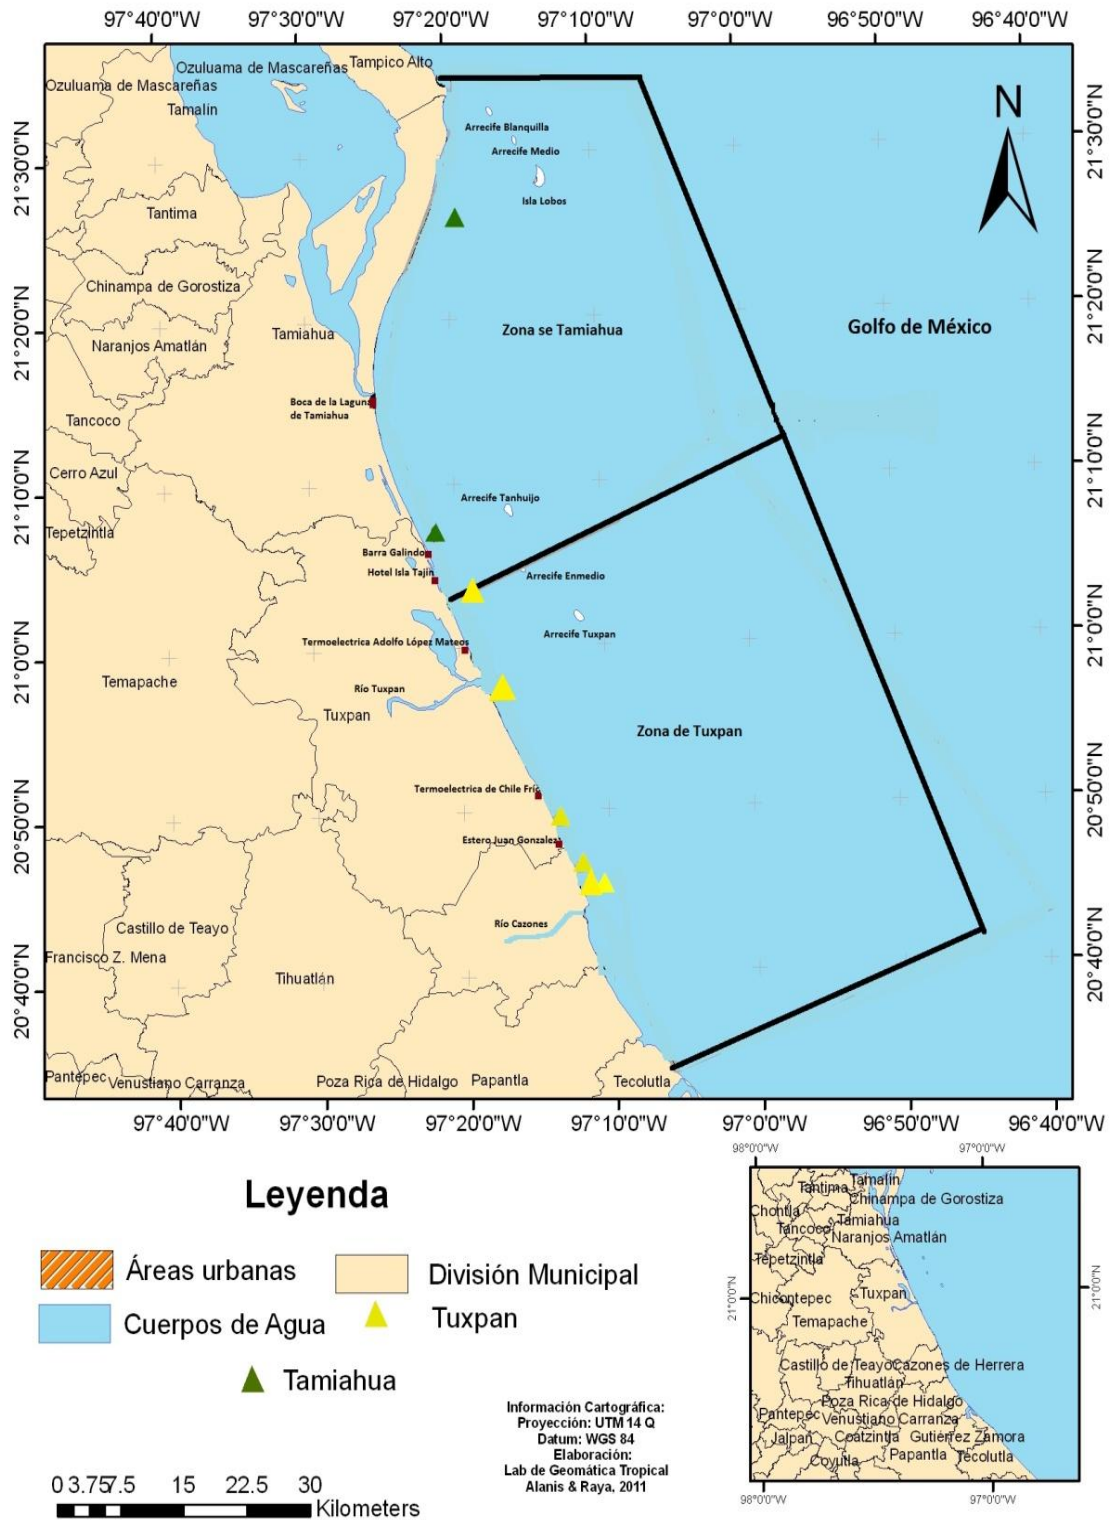 97°40'0"W 97°30'0"W 97°20'0"W 97°10'0"W 97°0'0"W 96°50'0"W 96°40'0"W
Ozuluama de Mascareñas
Tampico Alto
Ozuluama de Mascareñas
Tamalín
N
Arrecife Blanquilla
Arrecife Medio
Isla Lobos
21°30'0"N
21°30'0"N
Tantima
Chinampa de Gorostiza
21°20'0"N
21°20'0"N
Tamiahua
Zona se Tamiahua
Golfo de México
Naranjos Amatlán
Boca de la Laguna
de Tamiahua
Tancoco
21°10'0"N
21°10'0"N
Cerro Azul
Arrecife Tanhuijo
Tepetzintla
Barra Galindo
Hotel Isla Tajin
Arrecife Enmedio
Arrecife Tuxpan
21°0'0"N
21°0'0"N
Termoelectrica Adolfo López Mateos
Temapache
Río Tuxpan
Tuxpan
Zona de Tuxpan
Termoelectrica de Chile Frío
20°50'0"N
20°50'0"N
Estero Juan Gonzalez
Río Cazones
Castillo de Teayo
Francisco Z. Mena
Tihuatlán
20°40'0"N
20°40'0"N
Pantepec
Venustiano Carranza
Poza Rica de Hidalgo
Papantla
Tecolutla
97°40'0"W 97°30'0"W 97°20'0"W 97°10'0"W 97°0'0"W 96°50'0"W 96°40'0"W
Leyenda
Áreas urbanas
División Municipal
Cuerpos de Agua
Tuxpan
Tamiahua
Información Cartográfica:
Proyección: UTM 14 Q
Datum: WGS 84
Elaboración:
Lab de Geomática Tropical
Alanis & Raya, 2011
0 3.75 7.5 15 22.5 30
Kilometers
98°0'0"W 97°0'0"W
Tamalín
Tantima
Chinampa de Gorostiza
Chontla
Tamiahua
Tancoco
Naranjos Amatlán
Tepetzintla
21°0'0"N
21°0'0"N
Chicontepec
Tuxpan
Temapache
Castillo de Teayo
Cazones de Herrera
Tihuatlán
Poza Rica de Hidalgo
Pantepec
Venustiano Carranza
Jalpan
Coatzintla
Gutiérrez Zamora
Papantla
Tecolutla
Coyutla
98°0'0"W 97°0'0"W